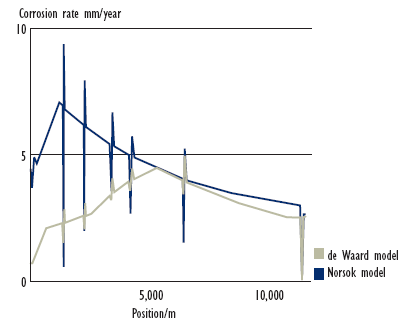 Corrosion rate mm/year
10
5
0
5,000
10,000
Position/m
de Waard model
Norsok model